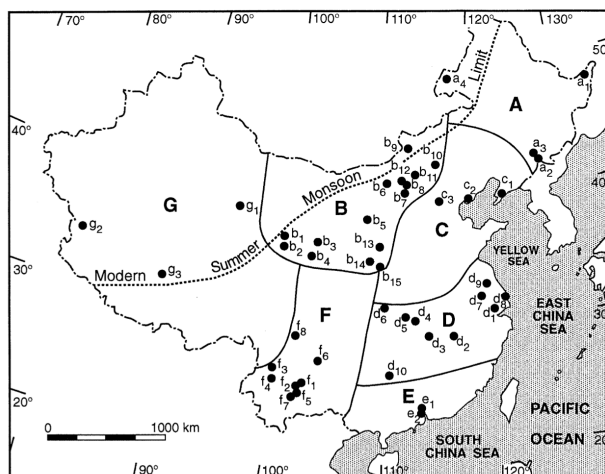 70° 80° 90° 100° 110° 120° 130°
50
Limit
a4 a1
A
40°
b9 a3
a2
b10
b12 b11
Monsoon
b6 b8 b7
c2 c1
40
c3
G g1 B
b5
g2
b1 b3 b13
C
b2 b4
Summer
YELLOW
SEA
30°
Modern g3
b14 b15
d9
d7 d8
30
EAST
CHINA
SEA
F
d6 d4
d5 D d1
f8
d3 d2
f6
f3
d10
f4 f2 f1
E
20°
f7 f5
e1
e2
PACIFIC
OCEAN
0 1000 km
SOUTH
CHINA SEA
20
90° 100° 110° 120°